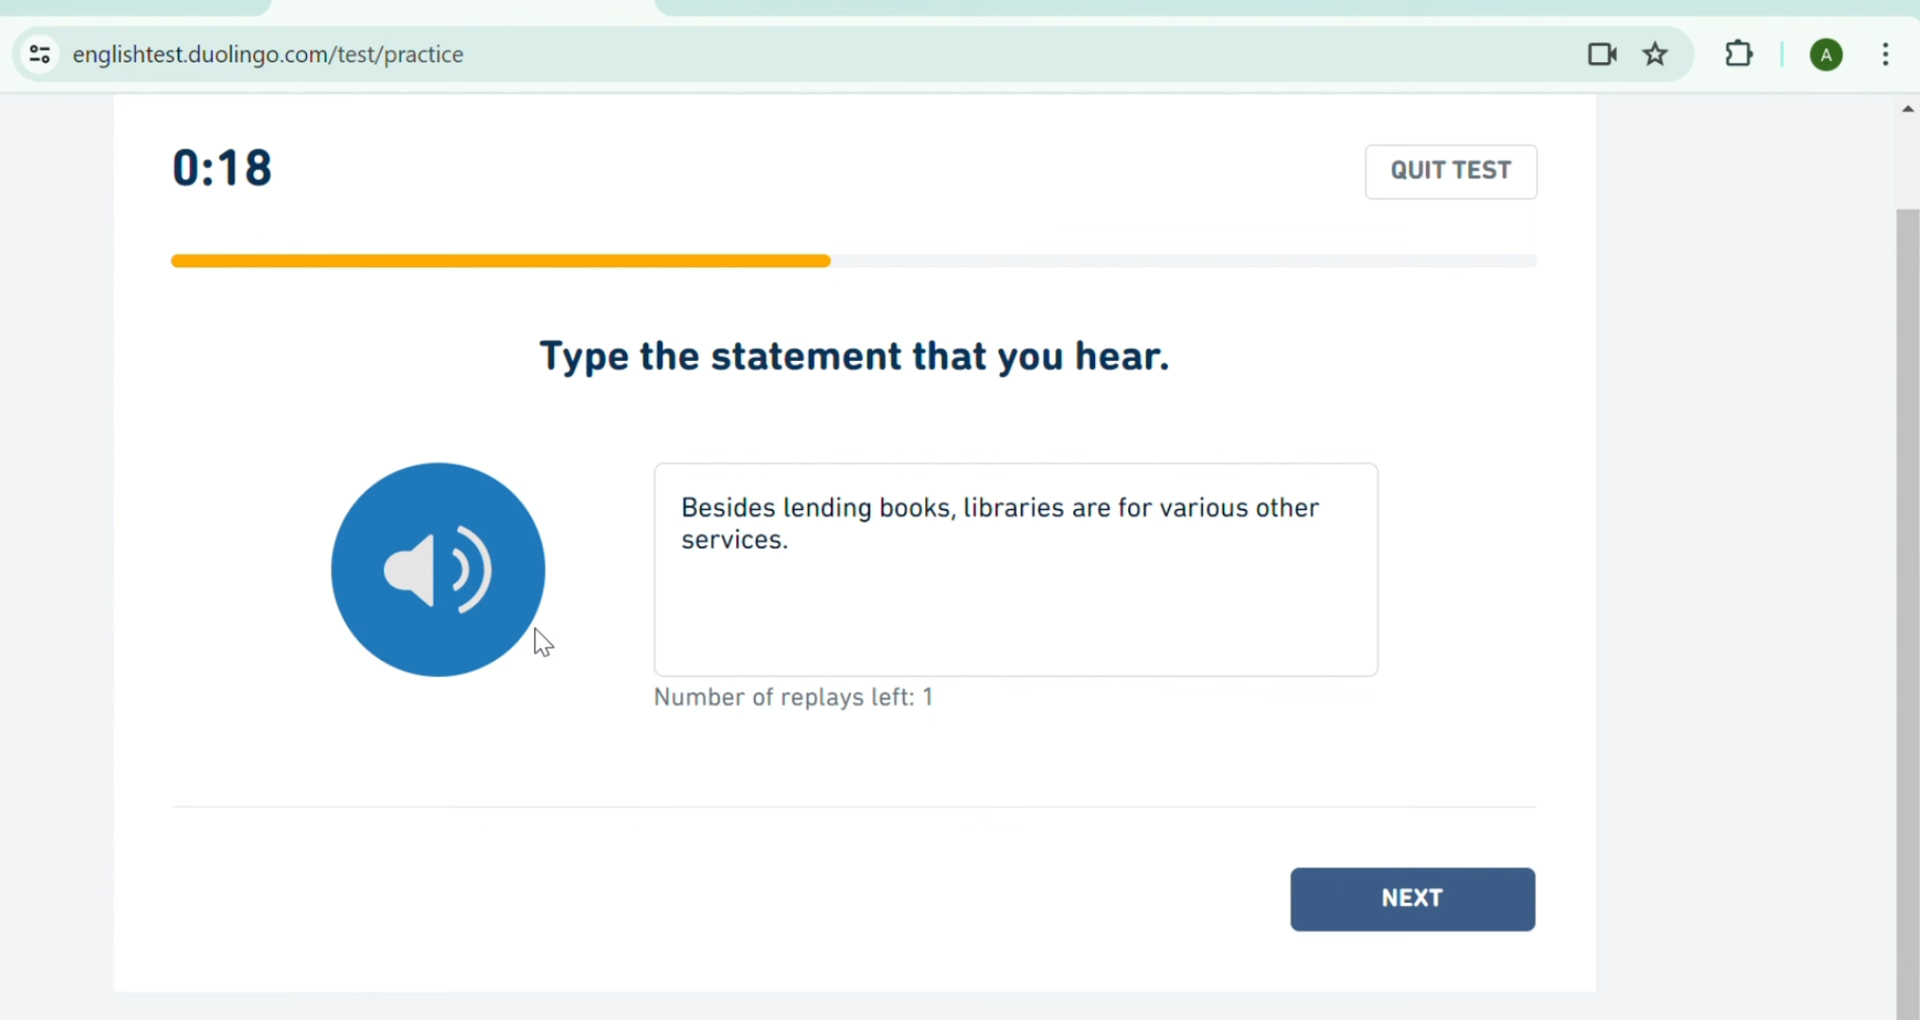 englishtest.duolingo.com/test/practice
A
0:18
QUIT TEST
Type the statement that you hear.
Besides lending books, libraries are for various other
services.
Number of replays left: 1
NEXT